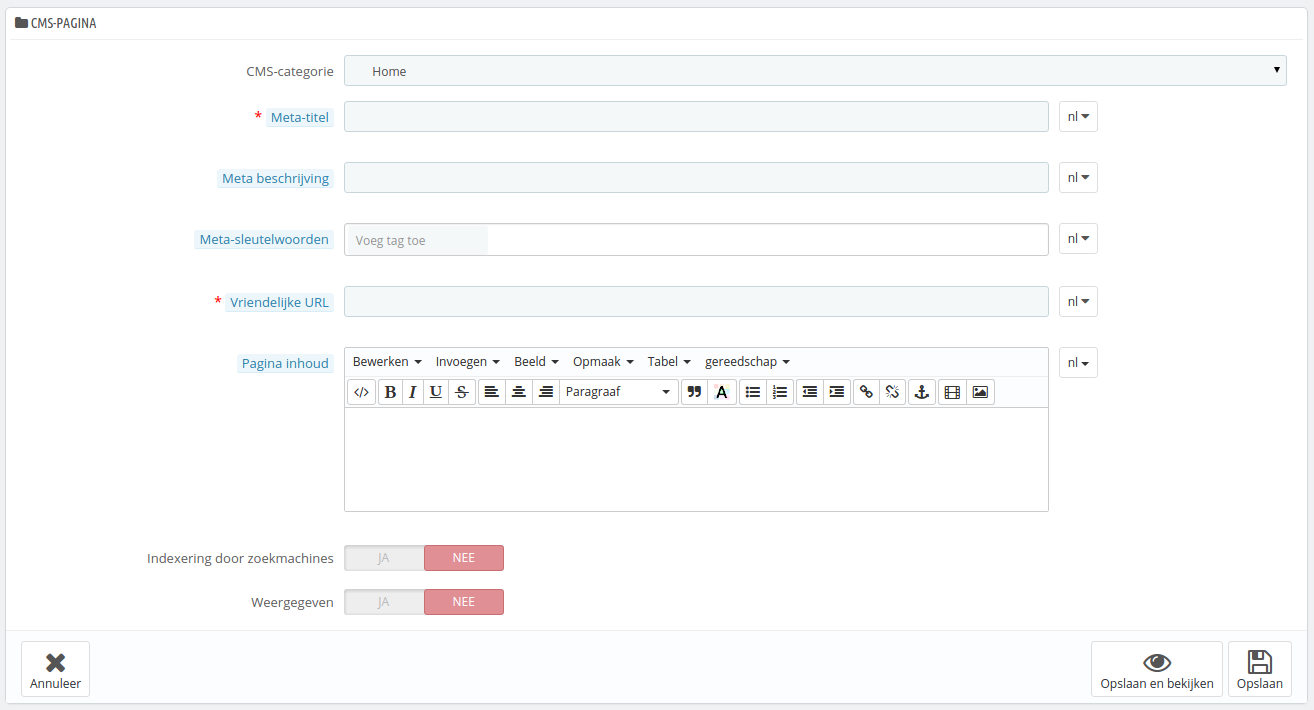 CMS-PAGINA
CMS-categorie Home
* Meta-titel nl
Meta beschrijving nl
Meta-sleutelwoorden Voeg tag toe nl
* Vriendelijke URL nl
Pagina inhoud Bewerken Invoegen Beeld Opmaak Tabel gereedschap nl
</> B I U S Paragraaf A
Indexering door zoekmachines JA NEE
Weergegeven JA NEE
Annuleer Opslaan en bekijken Opslaan